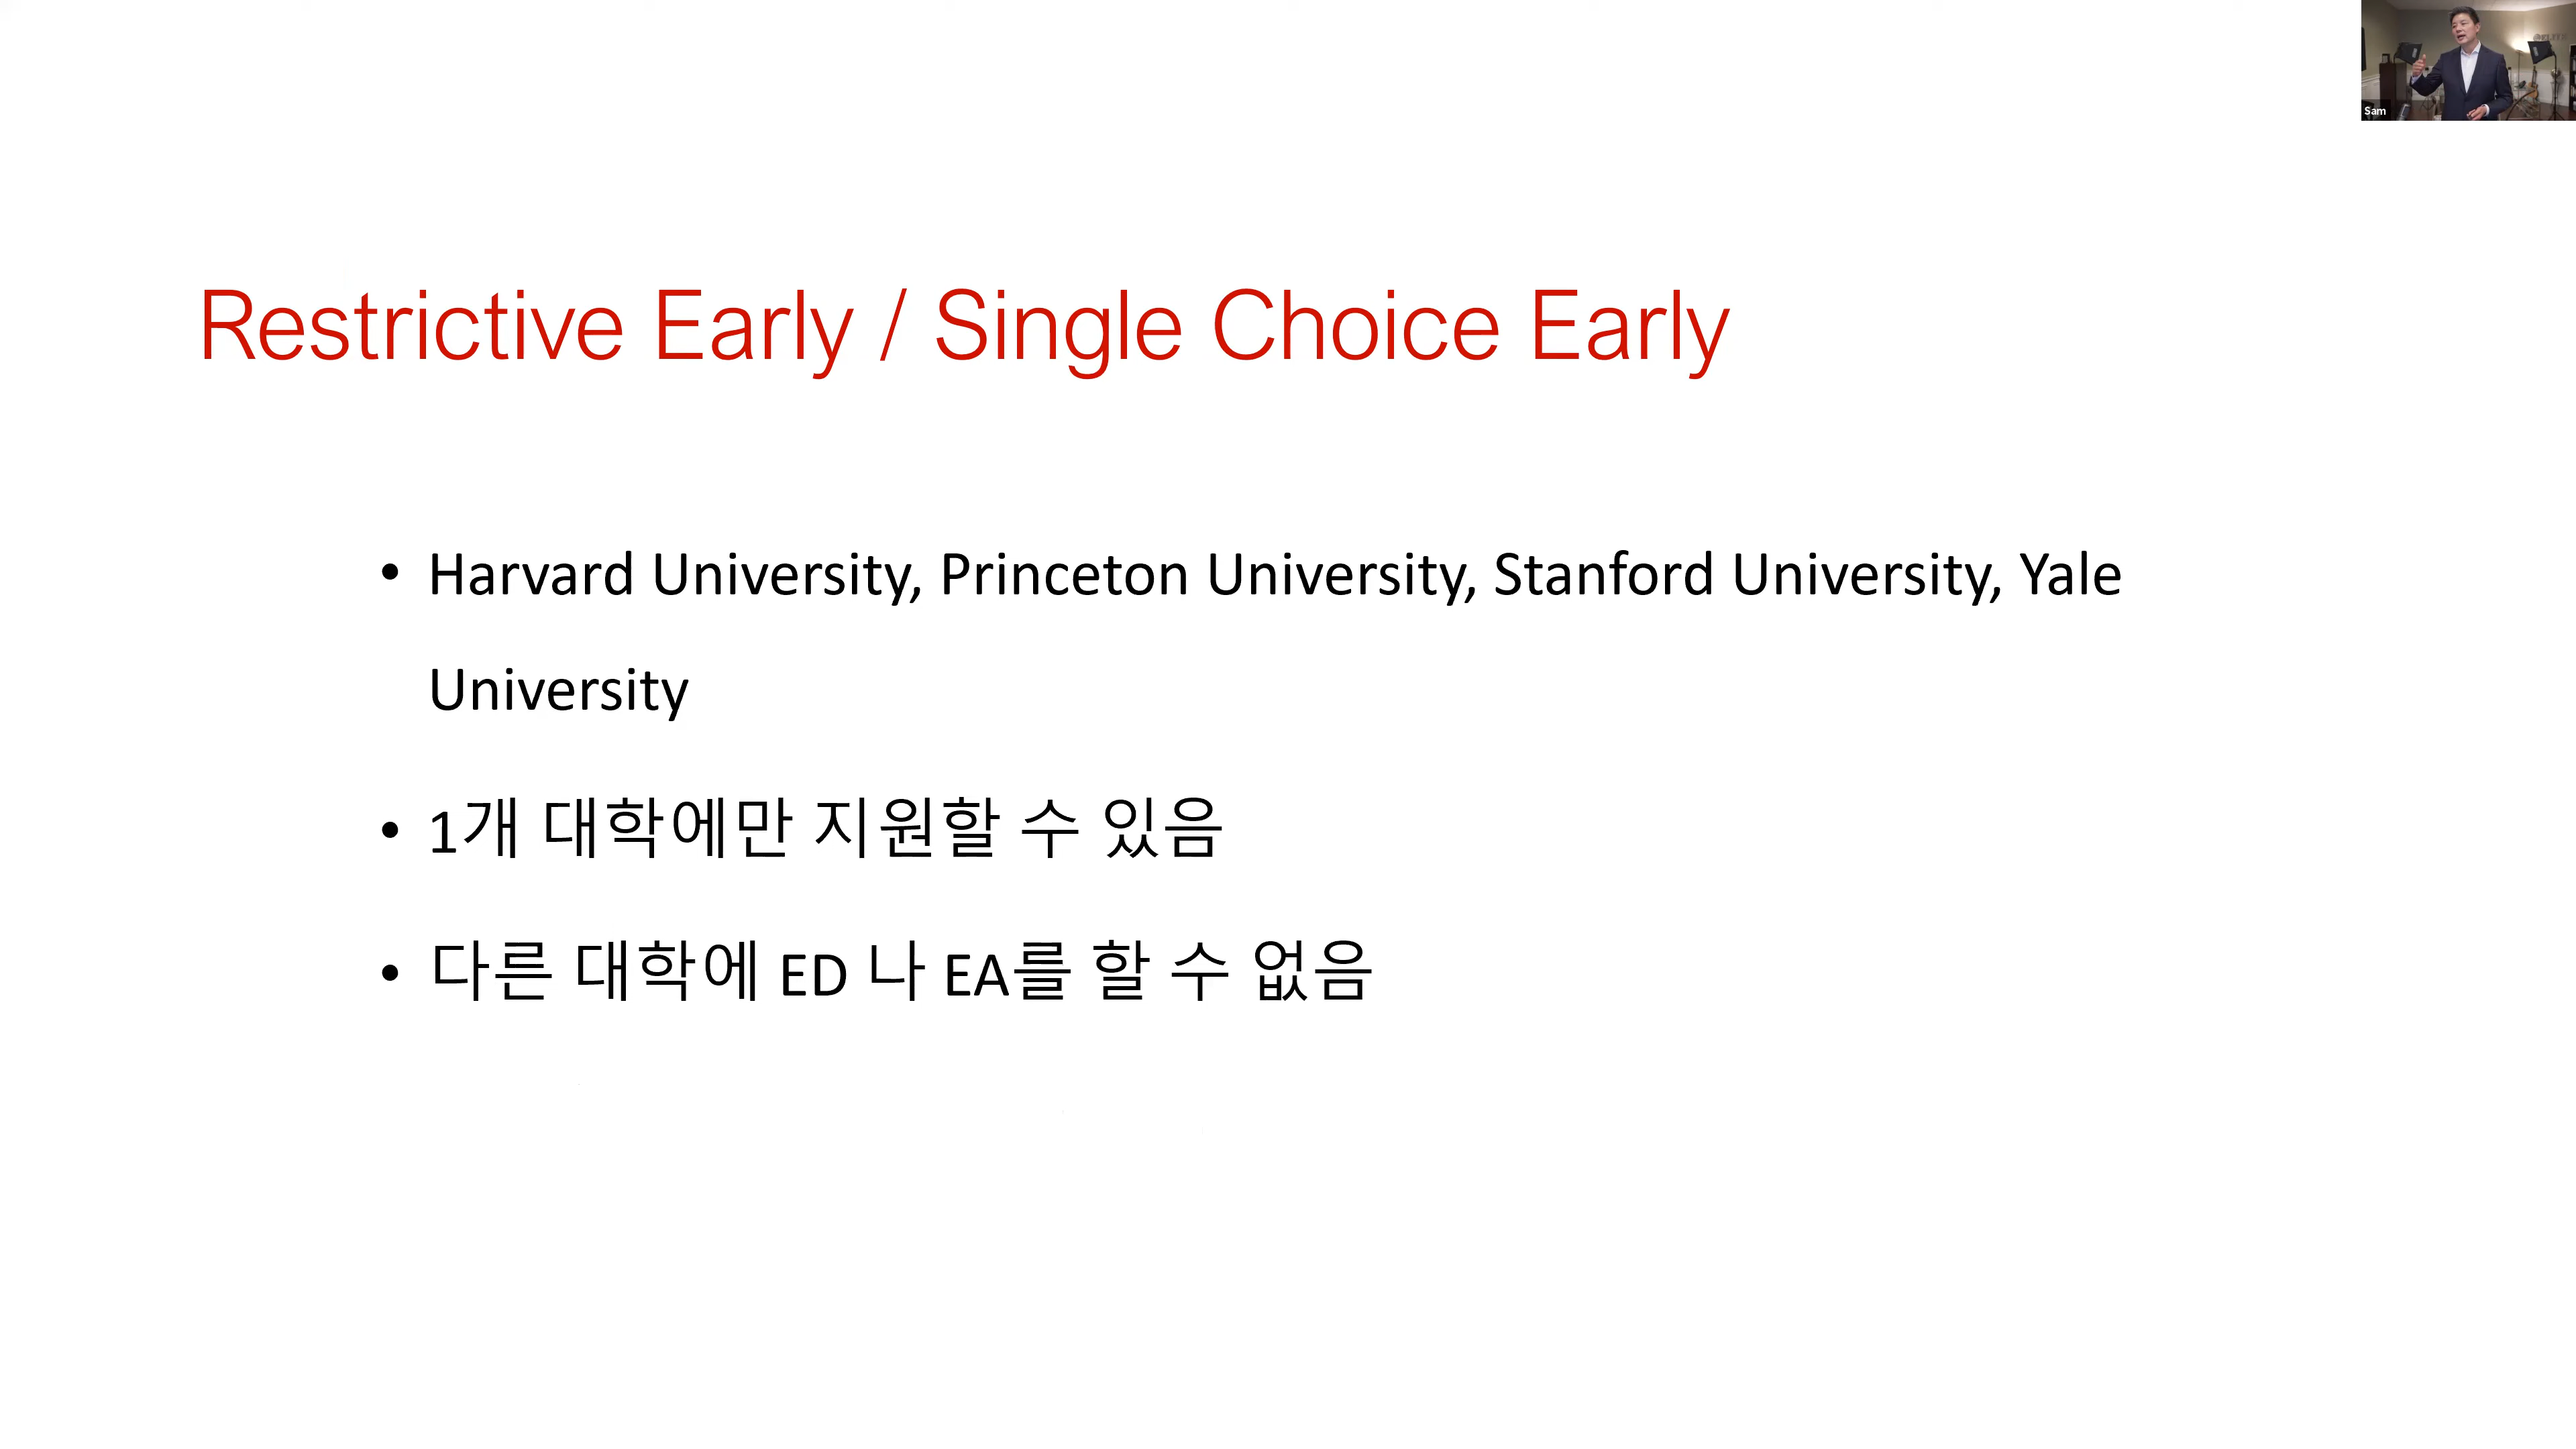 Sam
Restrictive Early / Single Choice Early
• Harvard University, Princeton University, Stanford University, Yale
University
• 1개 대학에만 지원할 수 있음
• 다른 대학에 ED 나 EA를 할 수 없음